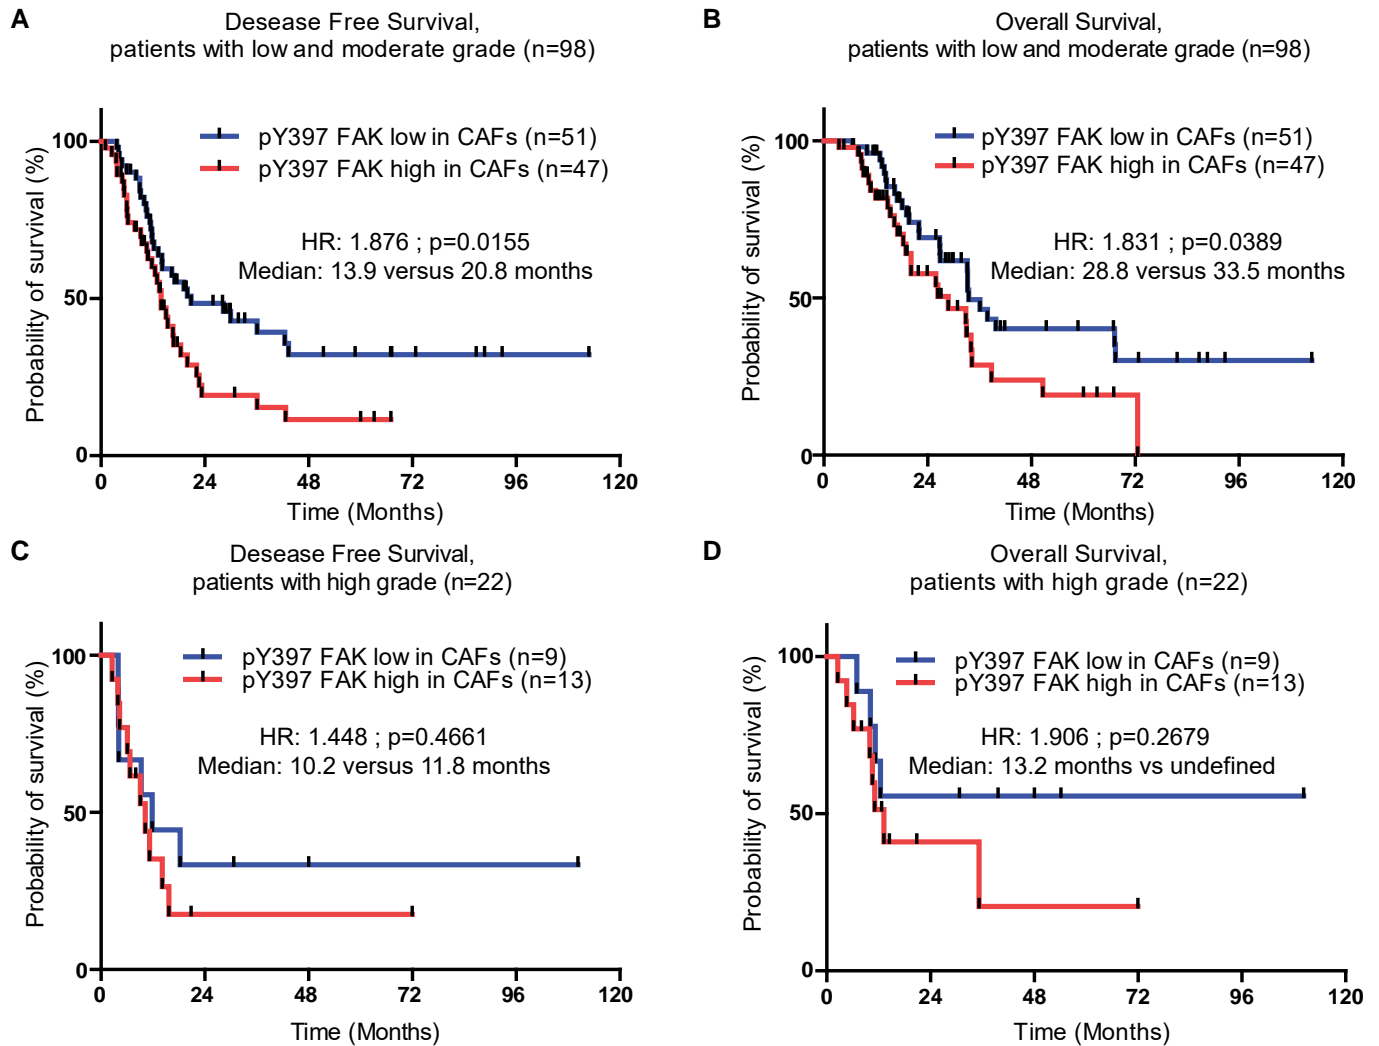 A
Desease Free Survival,
patients with low and moderate grade (n=98)
pY397 FAK low in CAFs (n=51)
pY397 FAK high in CAFs (n=47)
HR: 1.876 ; p=0.0155
Median: 13.9 versus 20.8 months
Probability of survival (%)
100
50
0
0 24 48 72 96 120
Time (Months)
B
Overall Survival,
patients with low and moderate grade (n=98)
pY397 FAK low in CAFs (n=51)
pY397 FAK high in CAFs (n=47)
HR: 1.831 ; p=0.0389
Median: 28.8 versus 33.5 months
Probability of survival (%)
100
50
0
0 24 48 72 96 120
Time (Months)
C
Desease Free Survival,
patients with high grade (n=22)
pY397 FAK low in CAFs (n=9)
pY397 FAK high in CAFs (n=13)
HR: 1.448 ; p=0.4661
Median: 10.2 versus 11.8 months
Probability of survival (%)
100
50
0
0 24 48 72 96 120
Time (Months)
D
Overall Survival,
patients with high grade (n=22)
pY397 FAK low in CAFs (n=9)
pY397 FAK high in CAFs (n=13)
HR: 1.906 ; p=0.2679
Median: 13.2 months vs undefined
Probability of survival (%)
100
50
0
0 24 48 72 96 120
Time (Months)